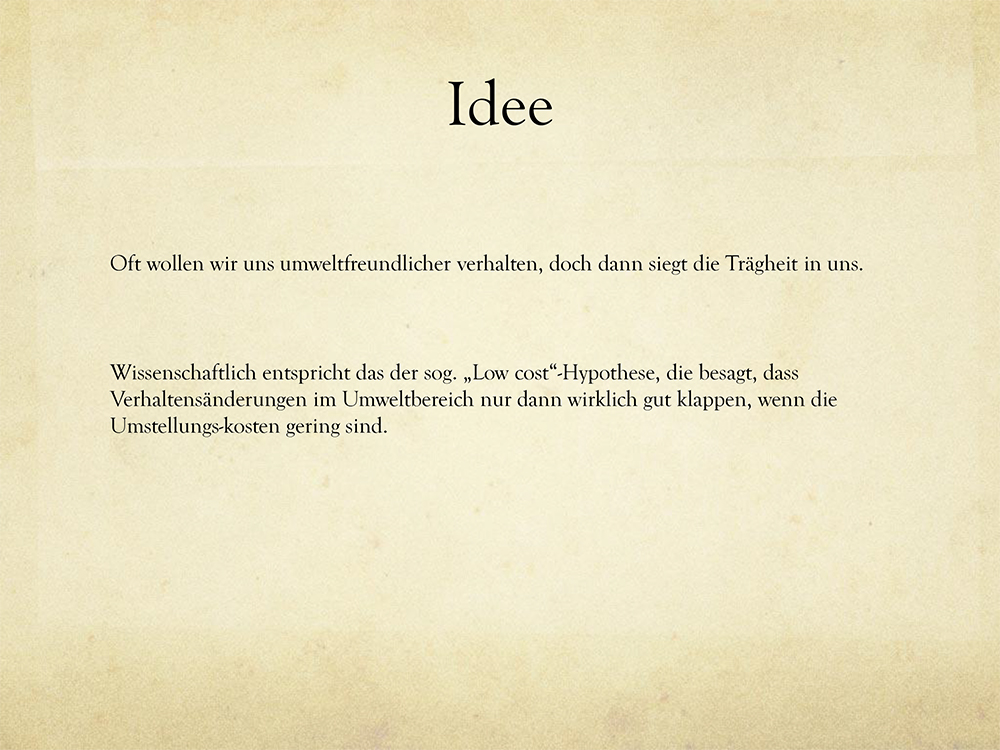 Idee
Oft wollen wir uns umweltfreundlicher verhalten, doch dann siegt die Trägheit in uns.
Wissenschaftlich entspricht das der sog. „Low cost“-Hypothese, die besagt, dass
Verhaltensänderungen im Umweltbereich nur dann wirklich gut klappen, wenn die
Umstellungs-kosten gering sind.